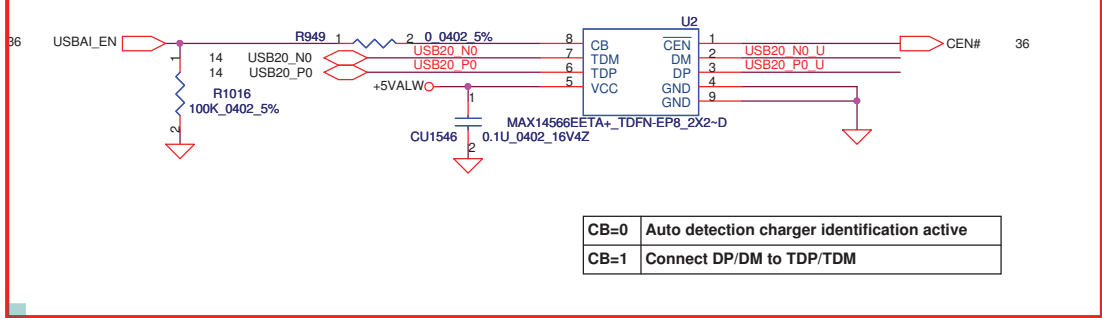 U2
36 USBAI_EN R949 1 2 0_0402_5% 8 CB CEN 1 CEN# 36
14 USB20_N0 USB20_N0 7 TDM DM 2 USB20_N0_U
14 USB20_P0 USB20_P0 6 TDP DP 3 USB20_P0_U
+5VALW 5 VCC GND 4
GND 9
1
R1016
100K_0402_5%
2
1
CU1546 0.1U_0402_16V4Z
2
MAX14566EETA+_TDFN-EP8_2X2~D
CB=0 Auto detection charger identification active
CB=1 Connect DP/DM to TDP/TDM